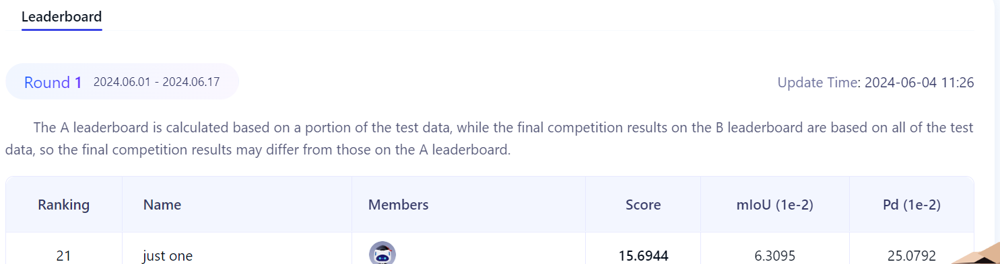 Leaderboard
Round 1 2024.06.01 - 2024.06.17 Update Time: 2024-06-04 11:26
The A leaderboard is calculated based on a portion of the test data, while the final competition results on the B leaderboard are based on all of the test
data, so the final competition results may differ from those on the A leaderboard.
Ranking Name Members Score mIoU (1e-2) Pd (1e-2)
21 just one 15.6944 6.3095 25.0792